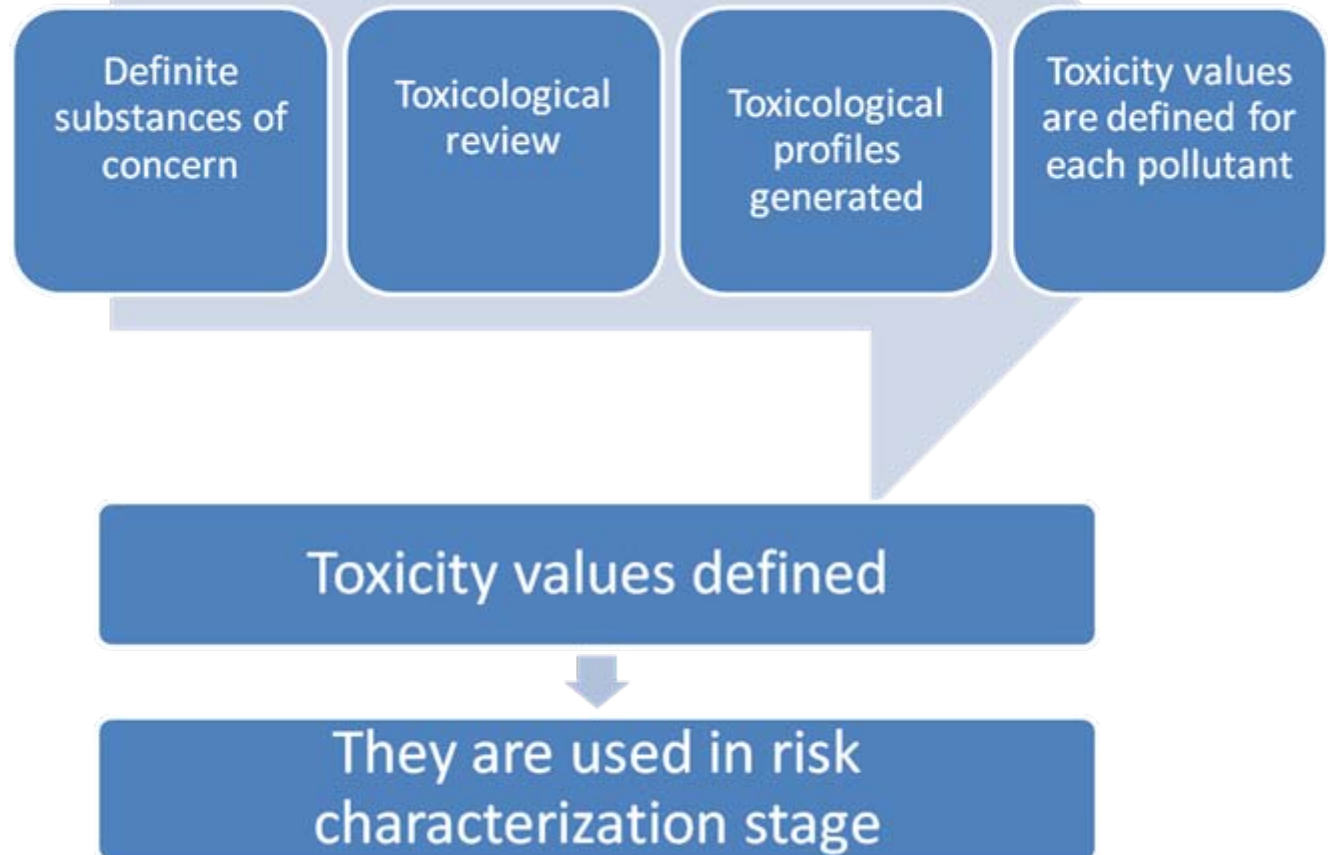 Definite
substances of
concern
Toxicological
review
Toxicological
profiles
generated
Toxicity values
are defined for
each pollutant
Toxicity values defined
They are used in risk
characterization stage